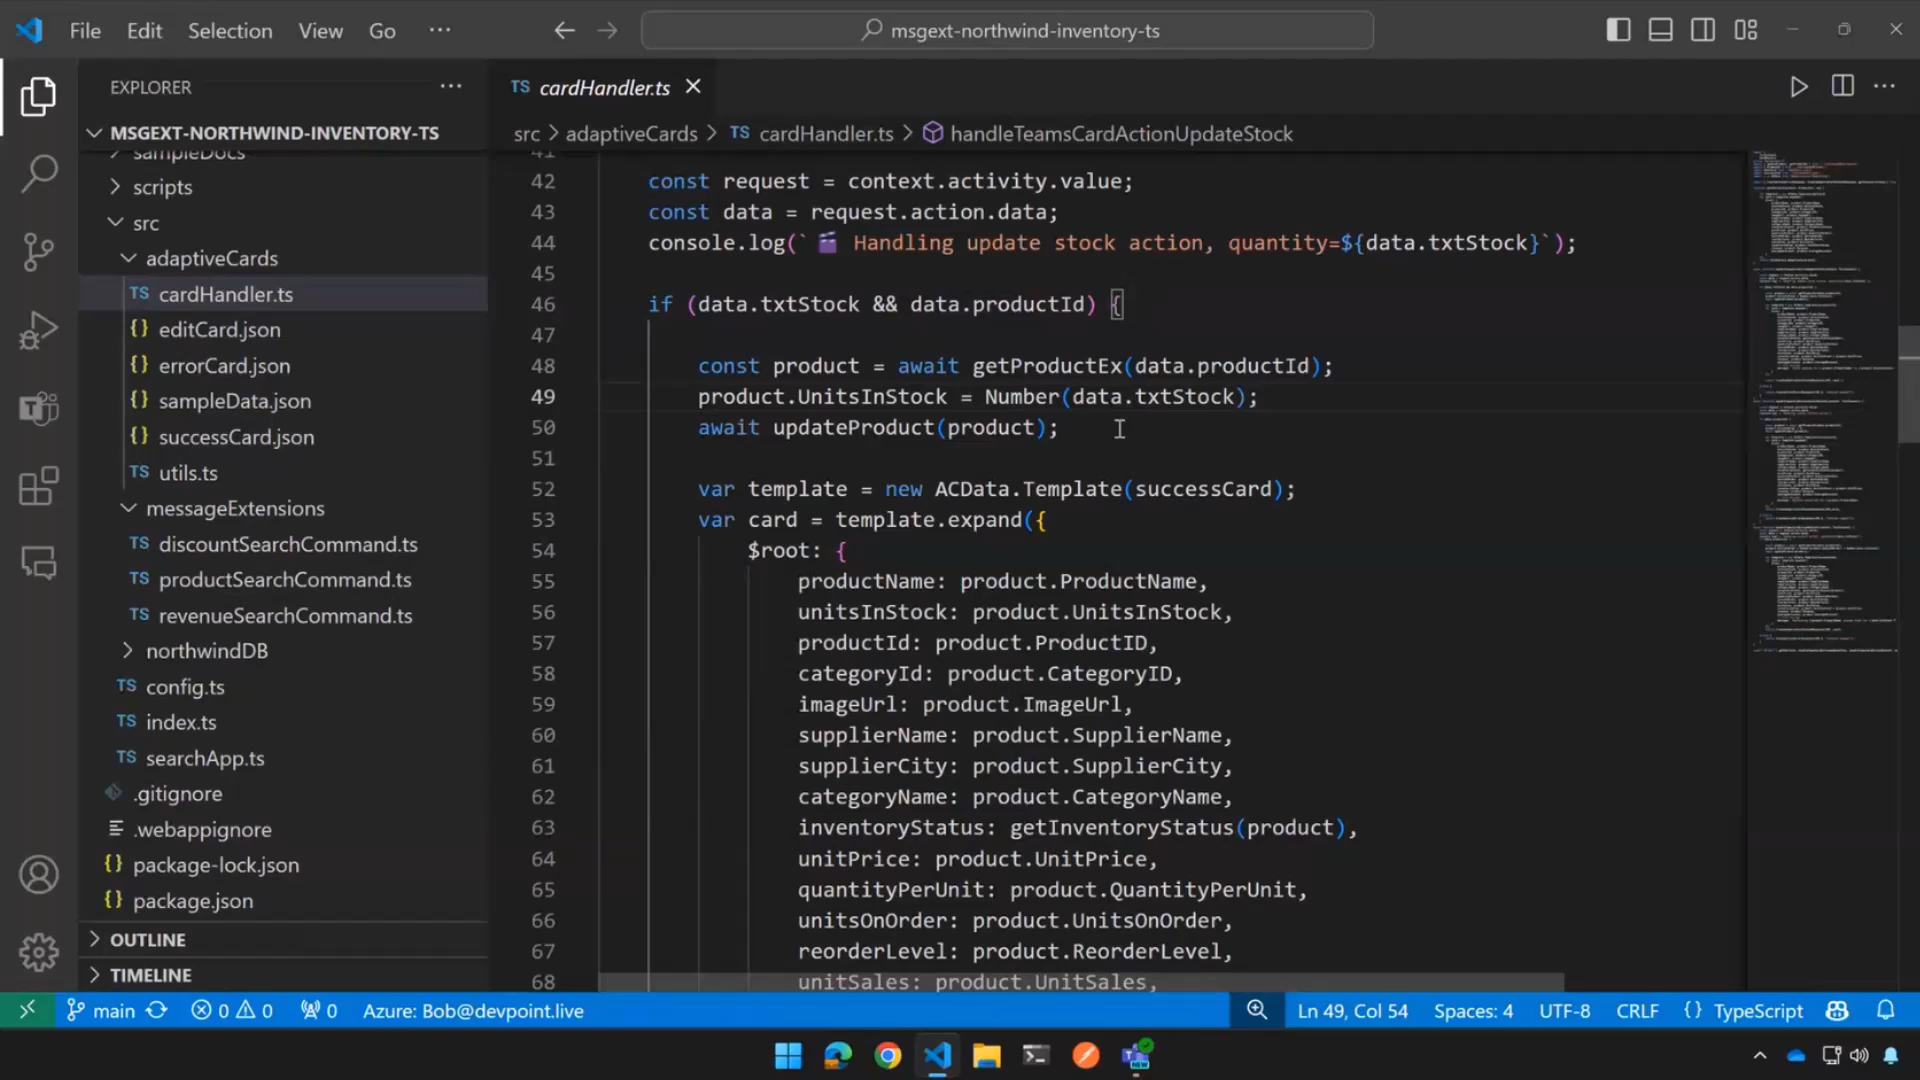 File Edit Selection View Go ··· msgext-northwind-inventory-ts
EXPLORER ···
TS cardHandler.ts
MSGEXT-NORTHWIND-INVENTORY-TS
src > adaptiveCards > TS cardHandler.ts > handleTeamsCardActionUpdateStock
sampleDocs
scripts
src
adaptiveCards
TS cardHandler.ts
{} editCard.json
{} errorCard.json
{} sampleData.json
{} successCard.json
TS utils.ts
messageExtensions
TS discountSearchCommand.ts
TS productSearchCommand.ts
TS revenueSearchCommand.ts
northwindDB
TS config.ts
TS index.ts
TS searchApp.ts
.gitignore
.webappignore
{} package-lock.json
{} package.json
OUTLINE
TIMELINE
41
42 const request = context.activity.value;
43 const data = request.action.data;
44 console.log(`🎬 Handling update stock action, quantity=${data.txtStock}`);
45
46 if (data.txtStock && data.productId) {
47
48 const product = await getProductEx(data.productId);
49 product.UnitsInStock = Number(data.txtStock);
50 await updateProduct(product);
51
52 var template = new ACData.Template(successCard);
53 var card = template.expand({
54 $root: {
55 productName: product.ProductName,
56 unitsInStock: product.UnitsInStock,
57 productId: product.ProductID,
58 categoryId: product.CategoryID,
59 imageUrl: product.ImageUrl,
60 supplierName: product.SupplierName,
61 supplierCity: product.SupplierCity,
62 categoryName: product.CategoryName,
63 inventoryStatus: getInventoryStatus(product),
64 unitPrice: product.UnitPrice,
65 quantityPerUnit: product.QuantityPerUnit,
66 unitsOnOrder: product.UnitsOnOrder,
67 reorderLevel: product.ReorderLevel,
68 unitSales: product.UnitSales,
main 0 0 0 Azure: Bob@devpoint.live Ln 49, Col 54 Spaces: 4 UTF-8 CRLF {} TypeScript